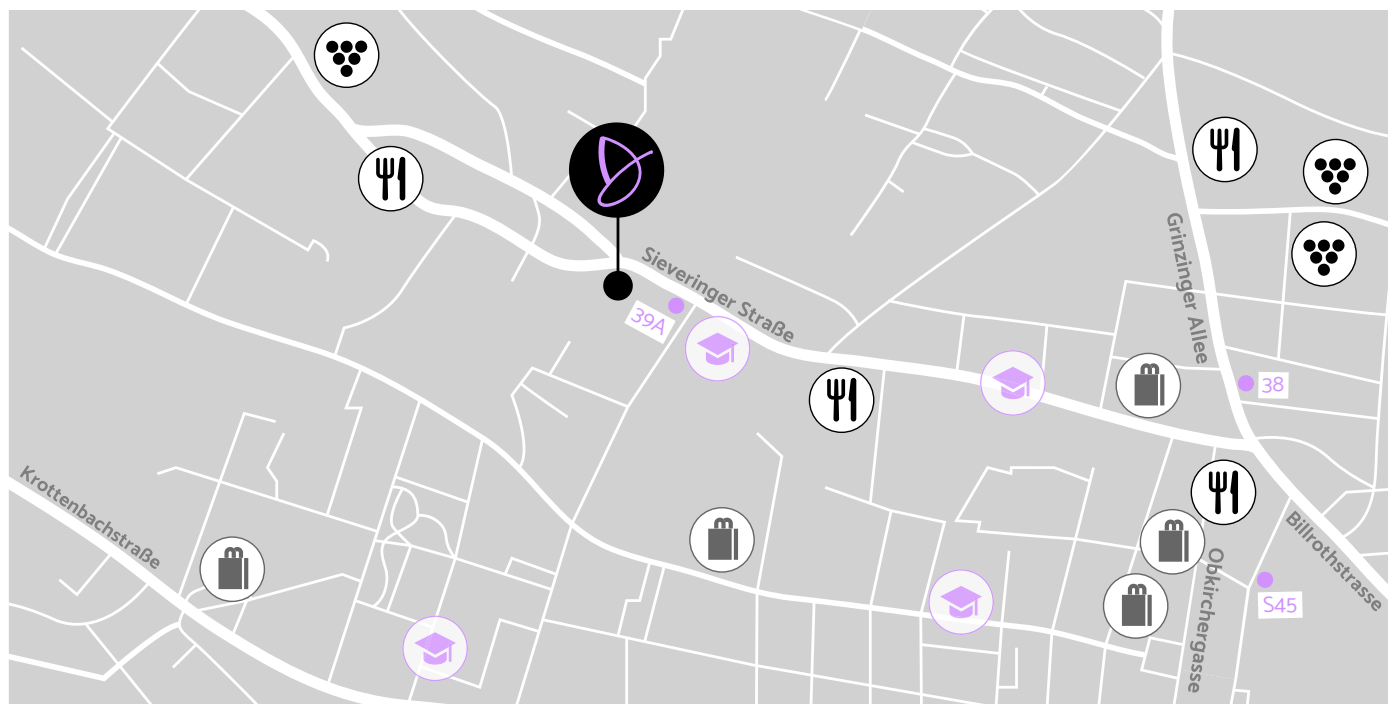 Sieveringer Straße
Grinzinger Allee
39A
38
Krottenbachstraße
Billrothstrasse
Obkirchergasse
S45